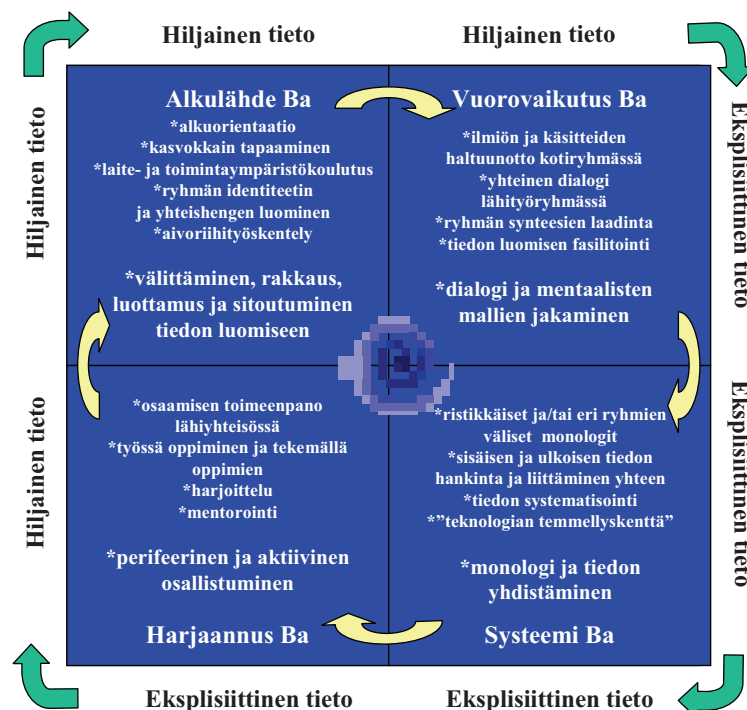 Hiljainen tieto
Hiljainen tieto
Hiljainen tieto
Alkulähde Ba
*alkuorientaatio
*kasvokkain tapaaminen
*laite- ja toimintaympäristökoulutus
*ryhmän identiteetin
ja yhteishengen luominen
*aivoriihityöskentely
*välittäminen, rakkaus,
luottamus ja sitoutuminen
tiedon luomiseen
Vuorovaikutus Ba
*ilmiön ja käsitteiden
haltuunotto kotiryhmässä
*yhteinen dialogi
lähityöryhmässä
*ryhmän synteesien laadinta
*tiedon luomisen fasilitointi
*dialogi ja mentaalisten
mallien jakaminen
Eksplisiittinen tieto
Hiljainen tieto
*osaamisen toimeenpano
lähiyhteisössä
*työssä oppiminen ja tekemällä
oppimien
*harjoittelu
*mentorointi
*perifeerinen ja aktiivinen
osallistuminen
Harjaannus Ba
*ristikkäiset ja/tai eri ryhmien
väliset monologit
*sisäisen ja ulkoisen tiedon
hankinta ja liittäminen yhteen
*tiedon systematisointi
*”teknologian temmellyskenttä”
*monologi ja tiedon
yhdistäminen
Systeemi Ba
Eksplisiittinen tieto
Eksplisiittinen tieto
Eksplisiittinen tieto